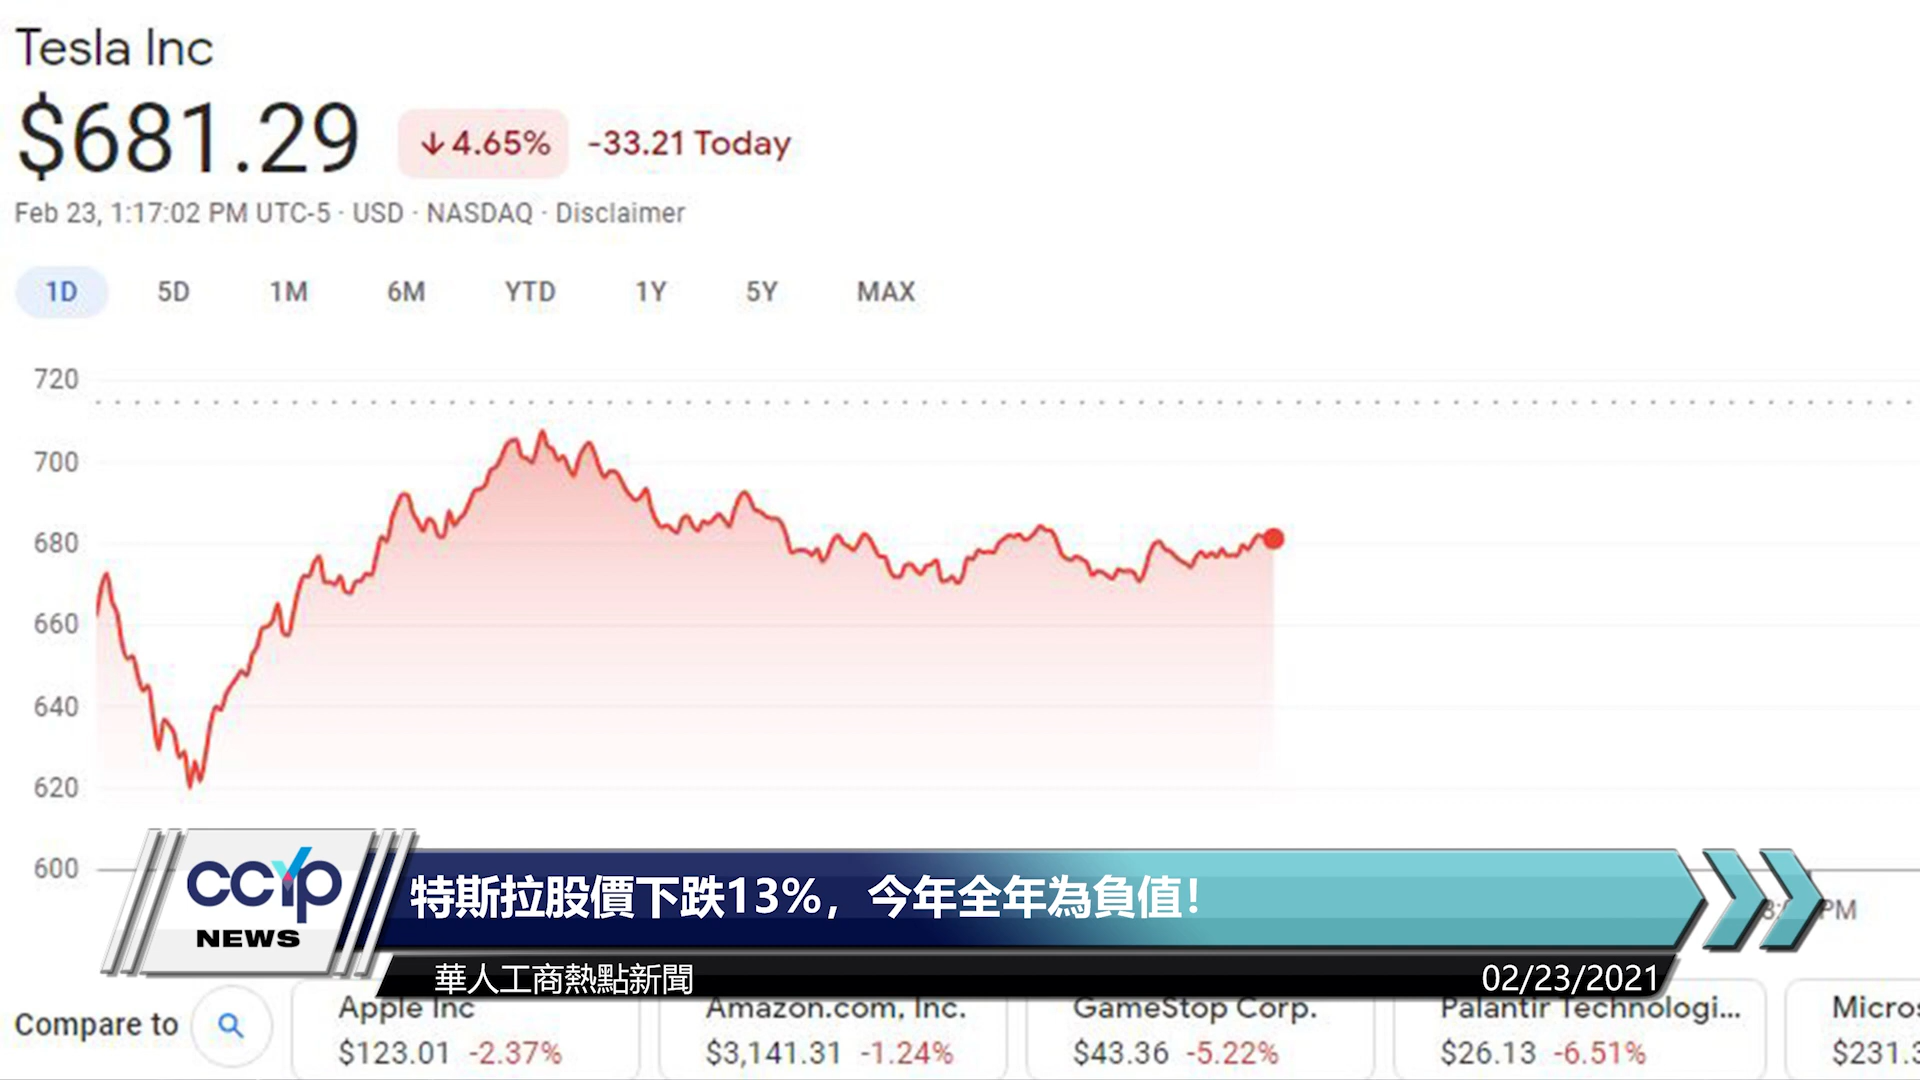 Tesla Inc
$681.29 ↓4.65% -33.21 Today
Feb 23, 1:17:02 PM UTC-5 · USD · NASDAQ · Disclaimer
1D 5D 1M 6M YTD 1Y 5Y MAX
720
700
680
660
640
620
600
PM
CCYP
NEWS
特斯拉股價下跌13%，今年全年為負值！
華人工商熱點新聞 02/23/2021
Compare to
Apple Inc
$123.01 -2.37%
Amazon.com, Inc.
$3,141.31 -1.24%
GameStop Corp.
$43.36 -5.22%
Palantir Technologi...
$26.13 -6.51%